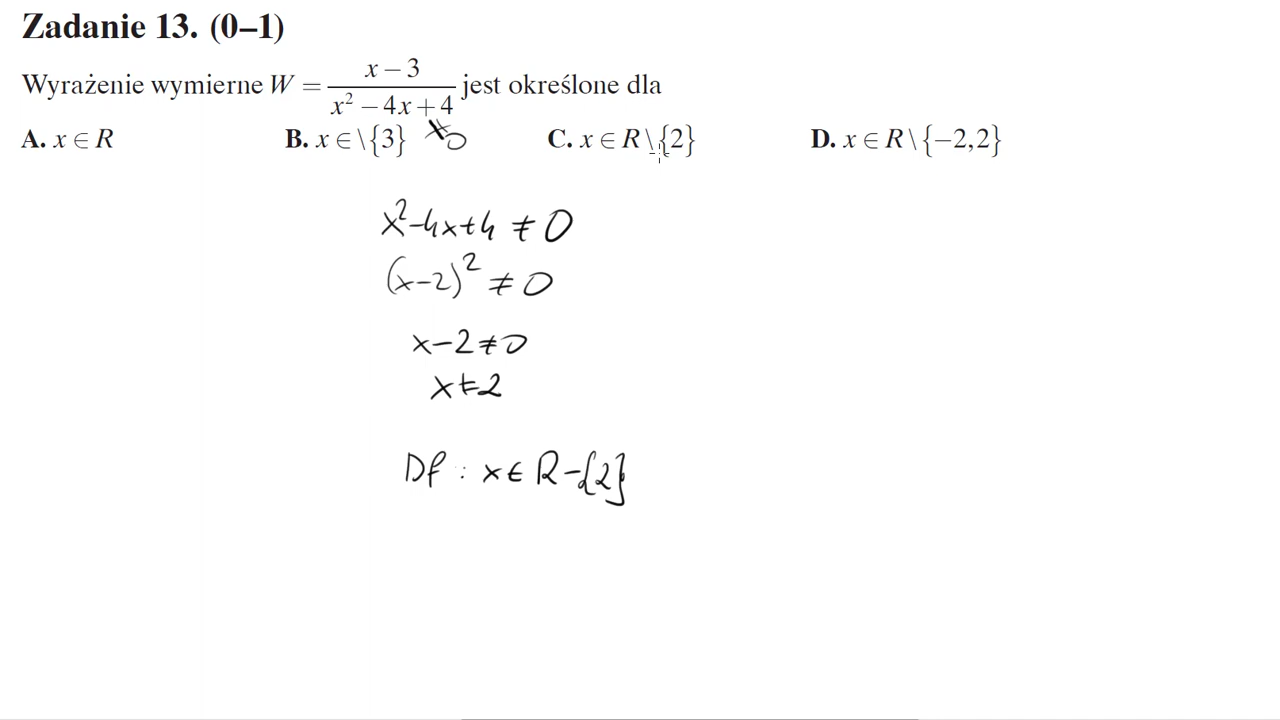 Zadanie 13. (0–1)
Wyrażenie wymierne W = \frac{x − 3}{x² − 4x + 4} jest określone dla
≠0
A. x ∈ R B. x ∈ \ {3} C. x ∈ R \ {2} D. x ∈ R \ {−2,2}
x²−4x+4 ≠ 0
(x−2)² ≠ 0
x−2≠0
x≠2
Df : x ∈ R−{2}